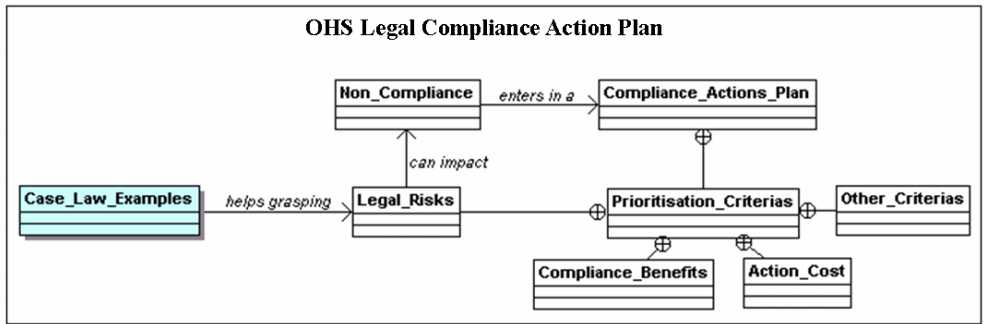 OHS Legal Compliance Action Plan
Non_Compliance
enters in a
Compliance_Actions_Plan
can impact
Case_Law_Examples
helps grasping
Legal_Risks
Prioritisation_Criterias
Other_Criterias
Compliance_Benefits
Action_Cost